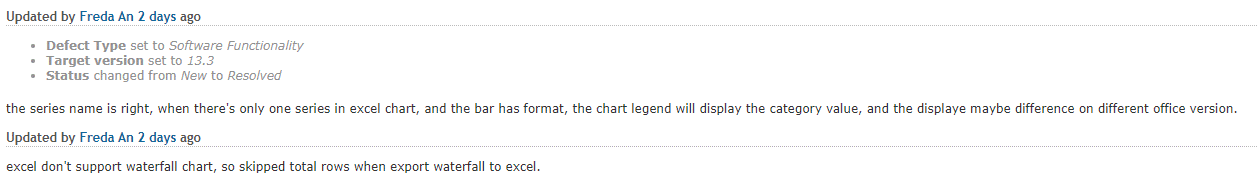 Updated by Freda An 2 days ago
• Defect Type set to Software Functionality
• Target version set to 13.3
• Status changed from New to Resolved
the series name is right, when there's only one series in excel chart, and the bar has format, the chart legend will display the category value, and the displaye maybe difference on different office version.
Updated by Freda An 2 days ago
excel don't support waterfall chart, so skipped total rows when export waterfall to excel.